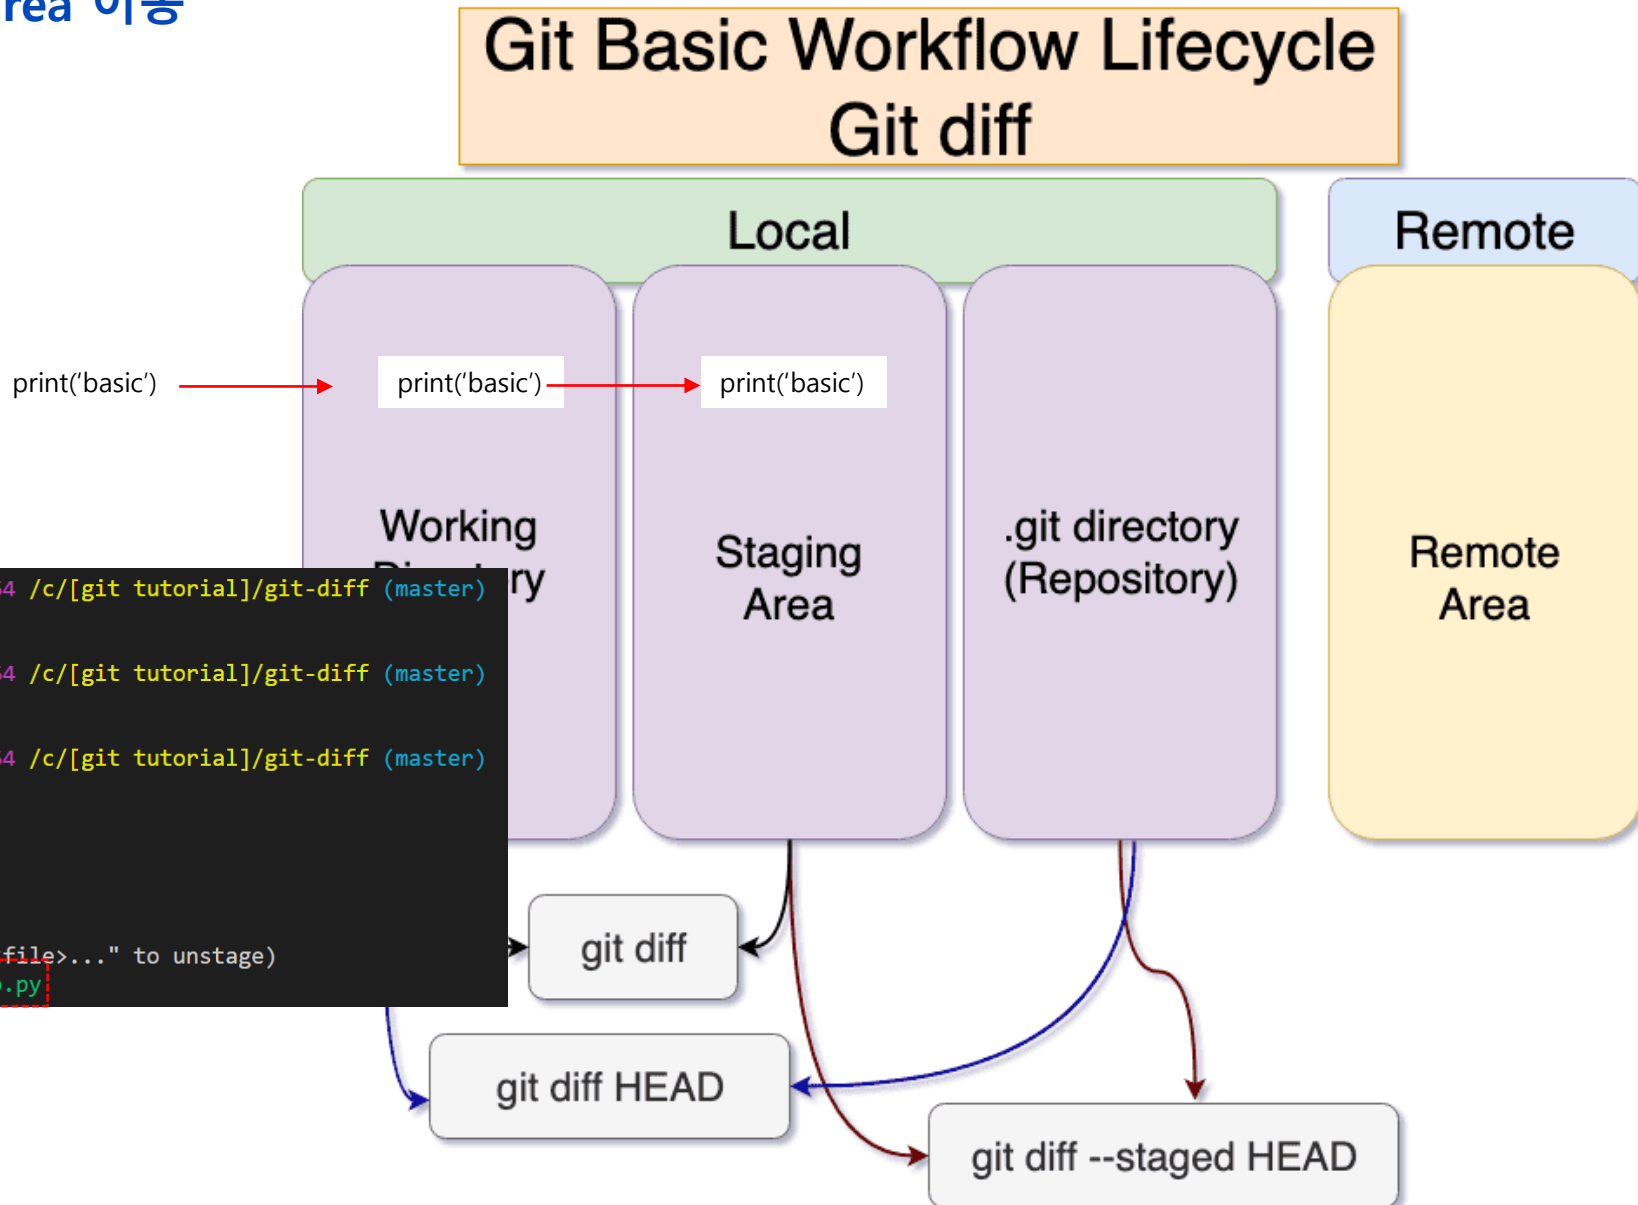 이동
Git Basic Workflow Lifecycle
Git diff
Local
Remote
print('basic')
print('basic')
print('basic')
Working
Staging
Area
.git directory
(Repository)
Remote
Area
/c/[git tutorial]/git-diff (master)
/c/[git tutorial]/git-diff (master)
/c/[git tutorial]/git-diff (master)
file>..." to unstage)
.py
git diff
git diff HEAD
git diff --staged HEAD